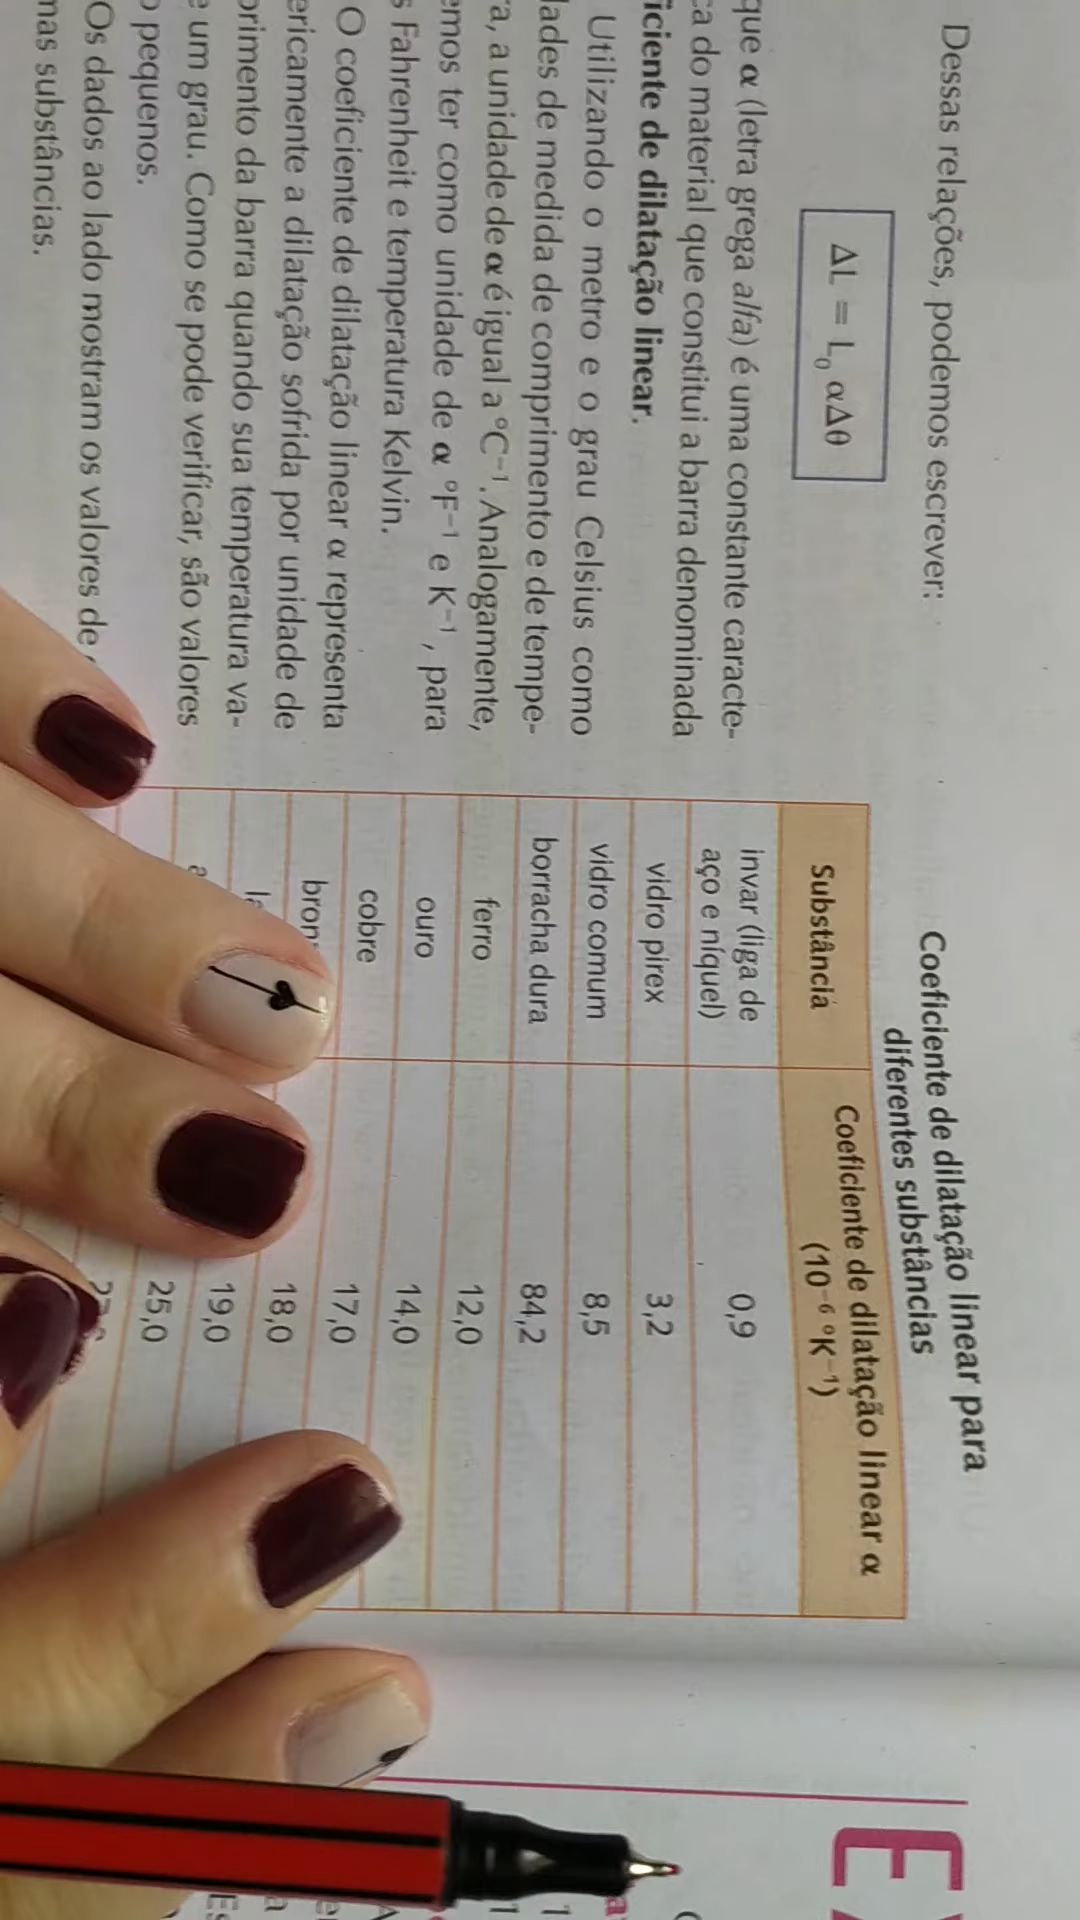 Dessas relações, podemos escrever:
ΔL = L₀ αΔθ
que α (letra grega alfa) é uma constante caracte-
do material que constitui a barra denominada
de dilatação linear.
Utilizando o metro e o grau Celsius como
de medida de comprimento e de tempe-
a unidade de α é igual a °C⁻¹. Analogamente,
ter como unidade de α °F⁻¹ e K⁻¹, para
Fahrenheit e temperatura Kelvin.
O coeficiente de dilatação linear α representa
a dilatação sofrida por unidade de
da barra quando sua temperatura va-
um grau. Como se pode verificar, são valores
pequenos.
Os dados ao lado mostram os valores de
substâncias.
Coeficiente de dilatação linear para
diferentes substâncias
Substância Coeficiente de dilatação linear α
(10⁻⁶ °K⁻¹)
invar (liga de
aço e níquel) 0,9
vidro pirex 3,2
vidro comum 8,5
borracha dura 84,2
ferro 12,0
ouro 14,0
cobre 17,0
18,0
19,0
25,0
E